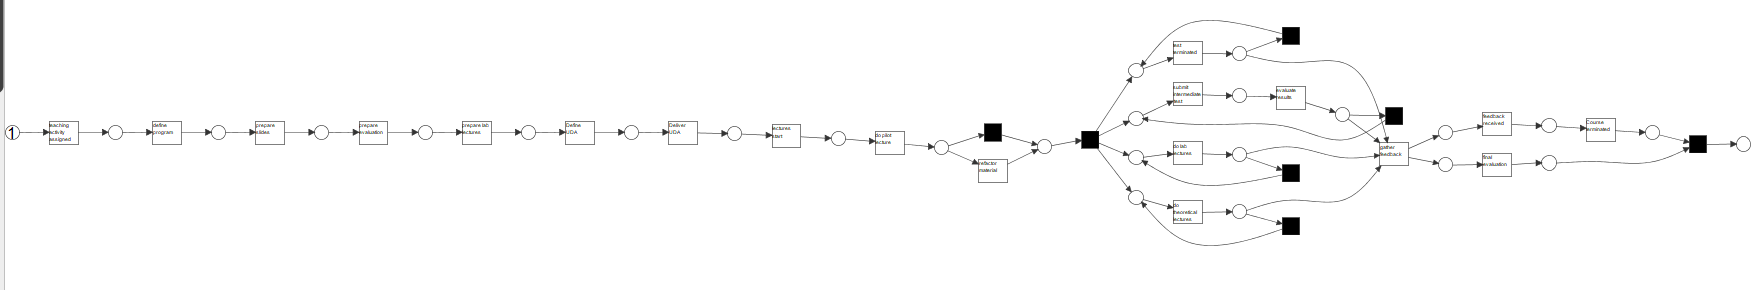 1
teaching
activity
assigned
define
program
prepare
slides
prepare
evaluation
prepare lab
lectures
Define
UDA
Deliver
UDA
lectures
start
do pilot
lecture
refactor
material
test
terminated
submit
intermediate
test
evaluate
results
do lab
lectures
do
theoretical
lectures
gather
feedback
feedback
received
final
evaluation
Course
terminated